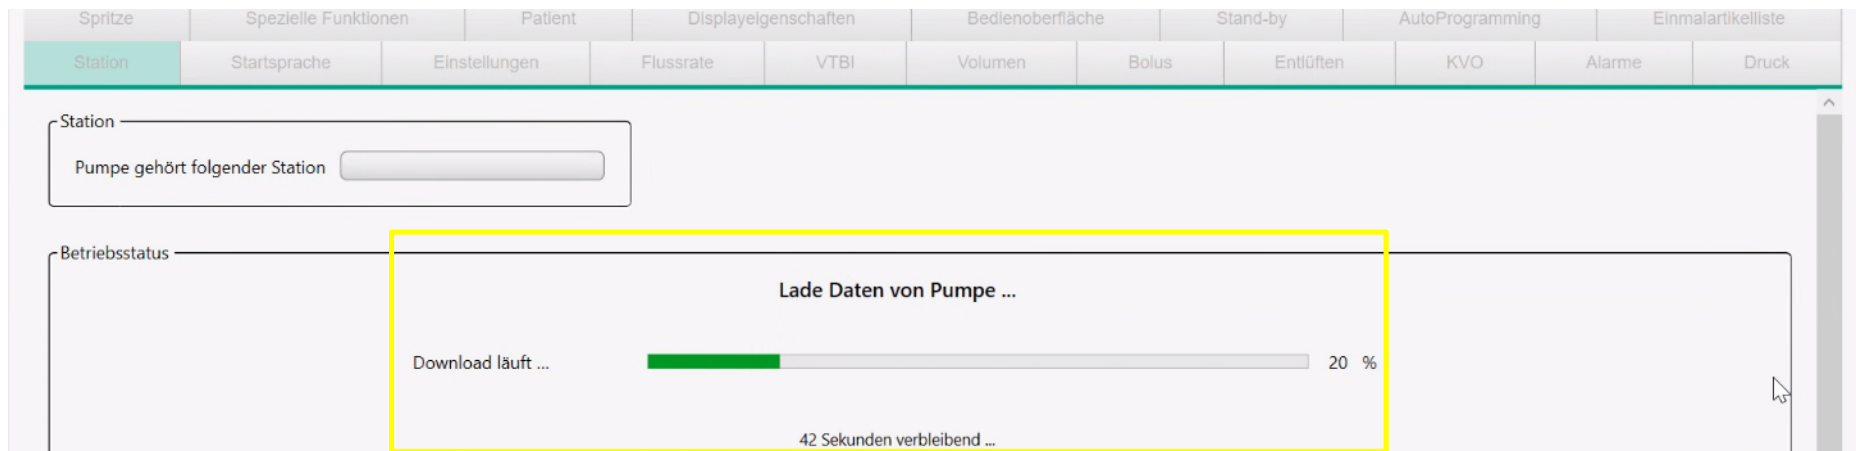 Spritze Spezielle Funktionen Patient Displayeigenschaften Bedienoberfläche Stand-by AutoProgramming Einmalartikelliste
Station Startsprache Einstellungen Flussrate VTBI Volumen Bolus Entlüften KVO Alarme Druck
Station
Pumpe gehört folgender Station
Betriebsstatus
Lade Daten von Pumpe ...
Download läuft ... 20 %
42 Sekunden verbleibend ...